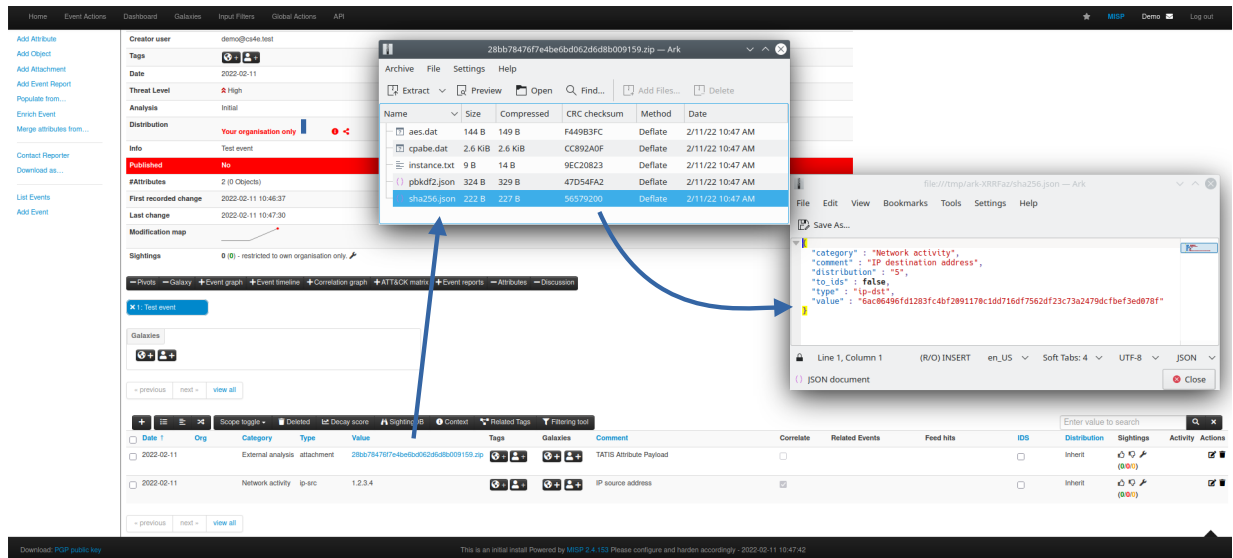 Home Event Actions Dashboard Galaxies Input Filters Global Actions API MISP Demo Log out
Add Attribute
Add Object
Add Attachment
Add Event Report
Populate from...
Enrich Event
Merge attributes from...
Contact Reporter
Download as...
List Events
Add Event
Creator user demo@cs4e.test
Tags
Date 2022-02-11
Threat Level High
Analysis Initial
Distribution Your organisation only
Info Test event
Published No
#Attributes 2 (0 Objects)
First recorded change 2022-02-11 10:46:37
Last change 2022-02-11 10:47:30
Modification map
Sightings 0 (0) - restricted to own organisation only.
Pivots Galaxy Event graph Event timeline Correlation graph ATT&CK matrix Event reports Attributes Discussion
1: Test event
Galaxies
« previous next » view all
28bb78476f7e4be6bd062d6d8b009159.zip — Ark
Archive File Settings Help
Extract Preview Open Find... Add Files... Delete
Name Size Compressed CRC checksum Method Date
aes.dat 144 B 149 B F449B3FC Deflate 2/11/22 10:47 AM
cpabe.dat 2.6 KiB 2.6 KiB CC892A0F Deflate 2/11/22 10:47 AM
instance.txt 9 B 14 B 9EC20823 Deflate 2/11/22 10:47 AM
pbkdf2.json 324 B 329 B 47D54FA2 Deflate 2/11/22 10:47 AM
sha256.json 222 B 227 B 56579200 Deflate 2/11/22 10:47 AM
file:///tmp/ark-XRRFaz/sha256.json — Ark
File Edit View Bookmarks Tools Settings Help
Save As...
{
"category" : "Network activity",
"comment" : "IP destination address",
"distribution" : "5",
"to_ids" : false,
"type" : "ip-dst",
"value" : "6ac06496fd1283fc4bf2091170c1dd716df7562df23c73a2479dcfbef3ed078f"
}
Line 1, Column 1 (R/O) INSERT en_US Soft Tabs: 4 UTF-8 JSON
JSON document Close
Scope toggle Deleted Decay score SightingDB Context Related Tags Filtering tool Enter value to search
Date ↑ Org Category Type Value Tags Galaxies Comment Correlate Related Events Feed hits IDS Distribution Sightings Activity Actions
2022-02-11 External analysis attachment 28bb78476f7e4be6bd062d6d8b009159.zip TATIS Attribute Payload Inherit
(0/0/0)
2022-02-11 Network activity ip-src 1.2.3.4 IP source address Inherit
(0/0/0)
« previous next » view all
Download: PGP public key This is an initial install Powered by MISP 2.4.153 Please configure and harden accordingly - 2022-02-11 10:47:42